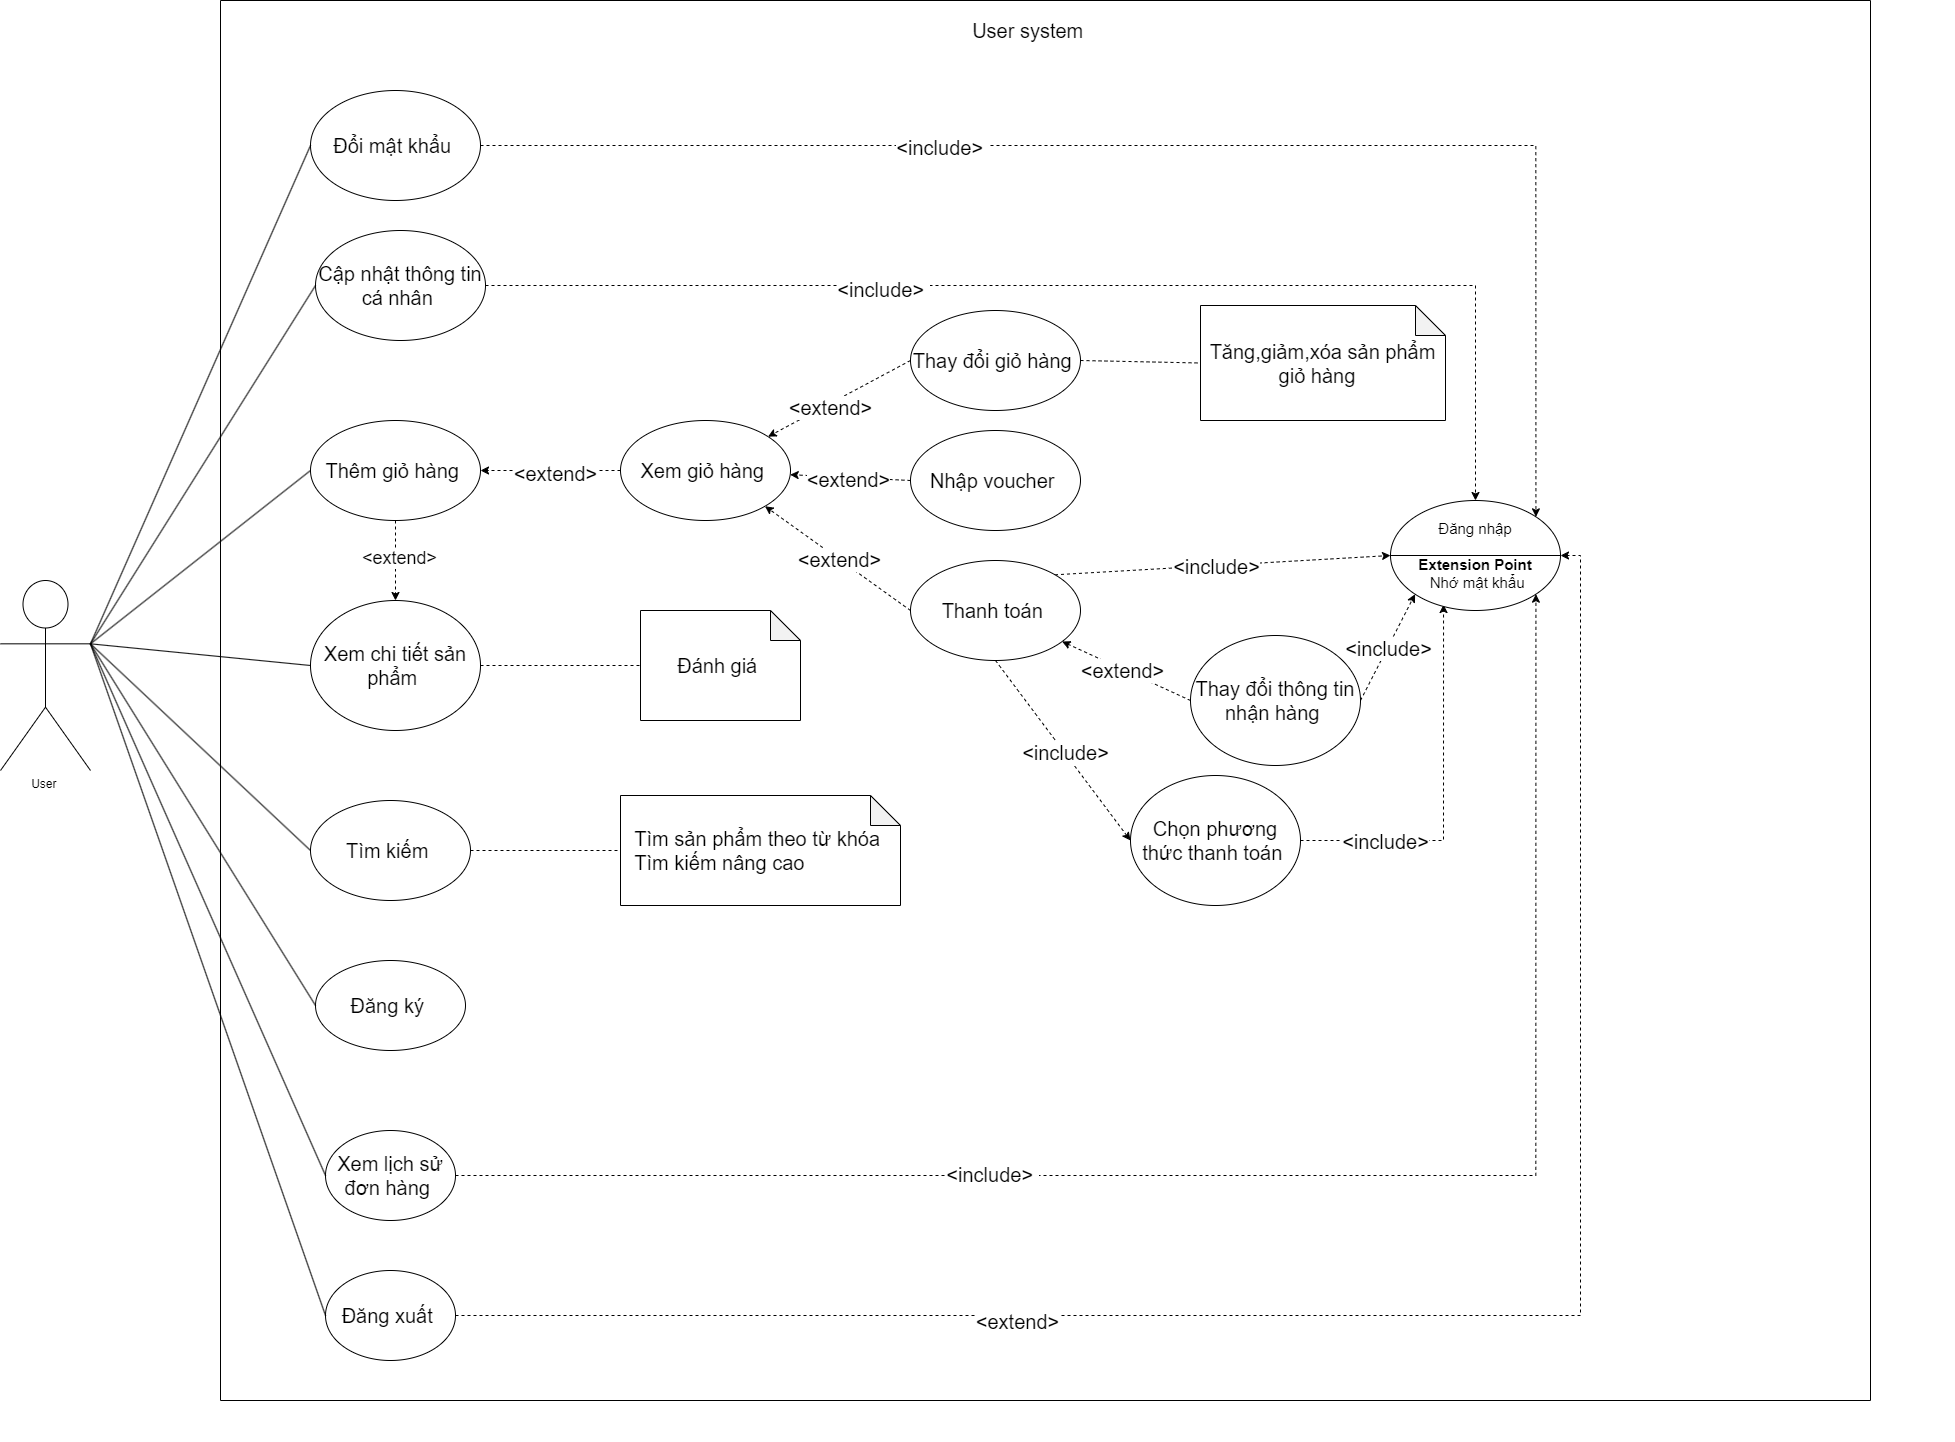 User system
Đổi mật khẩu
<include>
Cập nhật thông tin
cá nhân
<include>
Thay đổi giỏ hàng
Tăng,giảm,xóa sản phẩm
giỏ hàng
<extend>
Thêm giỏ hàng
<extend>
Xem giỏ hàng
<extend>
Nhập voucher
Đăng nhập
Extension Point
Nhớ mật khẩu
<extend>
<extend>
<include>
Thanh toán
Xem chi tiết sản
phẩm
Đánh giá
<extend>
<include>
Thay đổi thông tin
nhận hàng
<include>
User
Tìm kiếm
Tìm sản phẩm theo từ khóa
Tìm kiếm nâng cao
Chọn phương
thức thanh toán
<include>
Đăng ký
Xem lịch sử
đơn hàng
<include>
Đăng xuất
<extend>